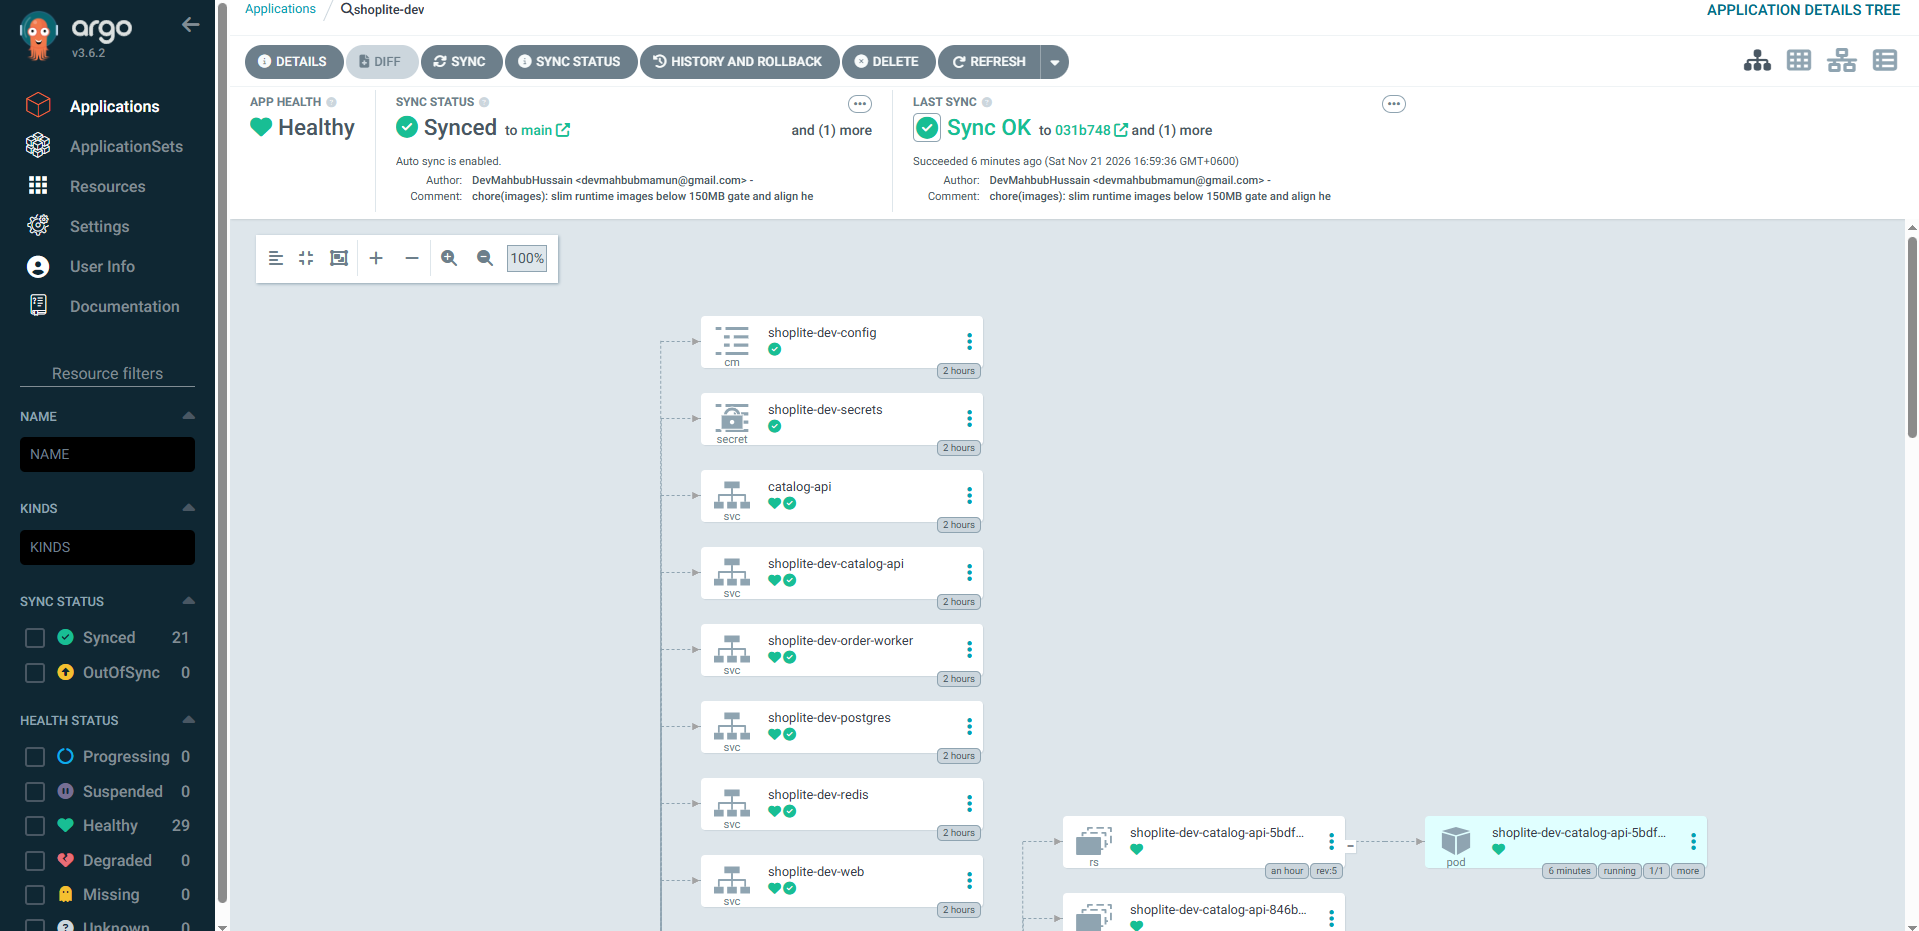 argo
v3.6.2
Applications
ApplicationSets
Resources
Settings
User Info
Documentation
Resource filters
NAME
NAME
KINDS
KINDS
SYNC STATUS
Synced 21
OutOfSync 0
HEALTH STATUS
Progressing 0
Suspended 0
Healthy 29
Degraded 0
Missing 0
Unknown 0
Applications / shoplite-dev
APPLICATION DETAILS TREE
DETAILS DIFF SYNC SYNC STATUS HISTORY AND ROLLBACK DELETE REFRESH
APP HEALTH
Healthy
SYNC STATUS
Synced to main and (1) more
Auto sync is enabled.
Author: DevMahbubHussain <devmahbubmamun@gmail.com> -
Comment: chore(images): slim runtime images below 150MB gate and align he
LAST SYNC
Sync OK to 031b748 and (1) more
Succeeded 6 minutes ago (Sat Nov 21 2026 16:59:36 GMT+0600)
Author: DevMahbubHussain <devmahbubmamun@gmail.com> -
Comment: chore(images): slim runtime images below 150MB gate and align he
100%
shoplite-dev-config
cm
2 hours
shoplite-dev-secrets
secret
2 hours
catalog-api
svc
2 hours
shoplite-dev-catalog-api
svc
2 hours
shoplite-dev-order-worker
svc
2 hours
shoplite-dev-postgres
svc
2 hours
shoplite-dev-redis
svc
2 hours
shoplite-dev-web
svc
2 hours
shoplite-dev-catalog-api-5bdf...
rs
an hour rev:5
shoplite-dev-catalog-api-5bdf...
pod
6 minutes running 1/1 more
shoplite-dev-catalog-api-846b...